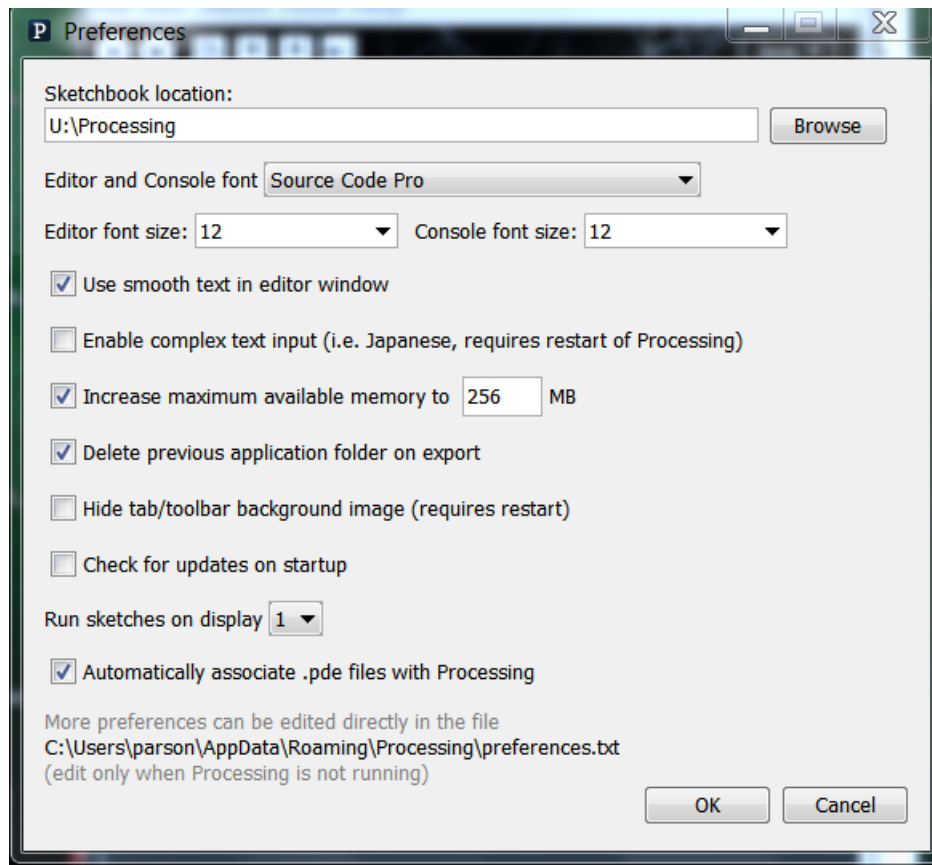 P Preferences
Sketchbook location:
U:\Processing Browse
Editor and Console font Source Code Pro
Editor font size: 12 Console font size: 12
Use smooth text in editor window
Enable complex text input (i.e. Japanese, requires restart of Processing)
Increase maximum available memory to 256 MB
Delete previous application folder on export
Hide tab/toolbar background image (requires restart)
Check for updates on startup
Run sketches on display 1
Automatically associate .pde files with Processing
More preferences can be edited directly in the file
C:\Users\parson\AppData\Roaming\Processing\preferences.txt
(edit only when Processing is not running)
OK Cancel